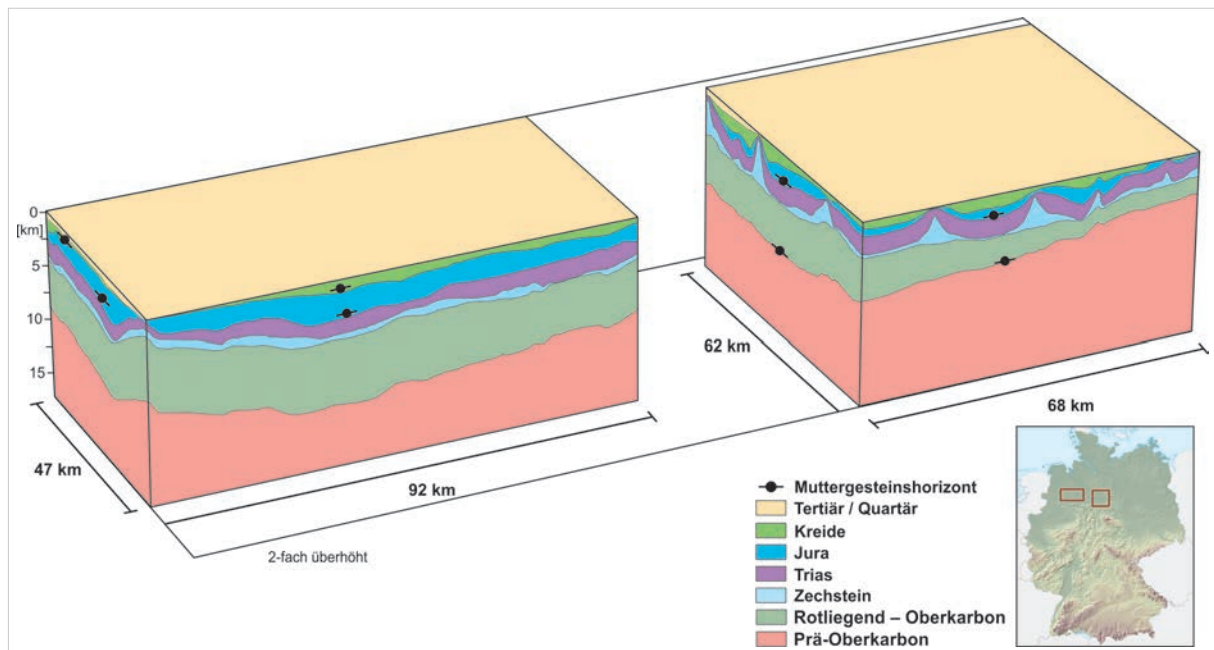 0
[km]
5
10
15
47 km
92 km
2-fach überhöht
62 km
68 km
Muttergesteinshorizont
Tertiär / Quartär
Kreide
Jura
Trias
Zechstein
Rotliegend – Oberkarbon
Prä-Oberkarbon